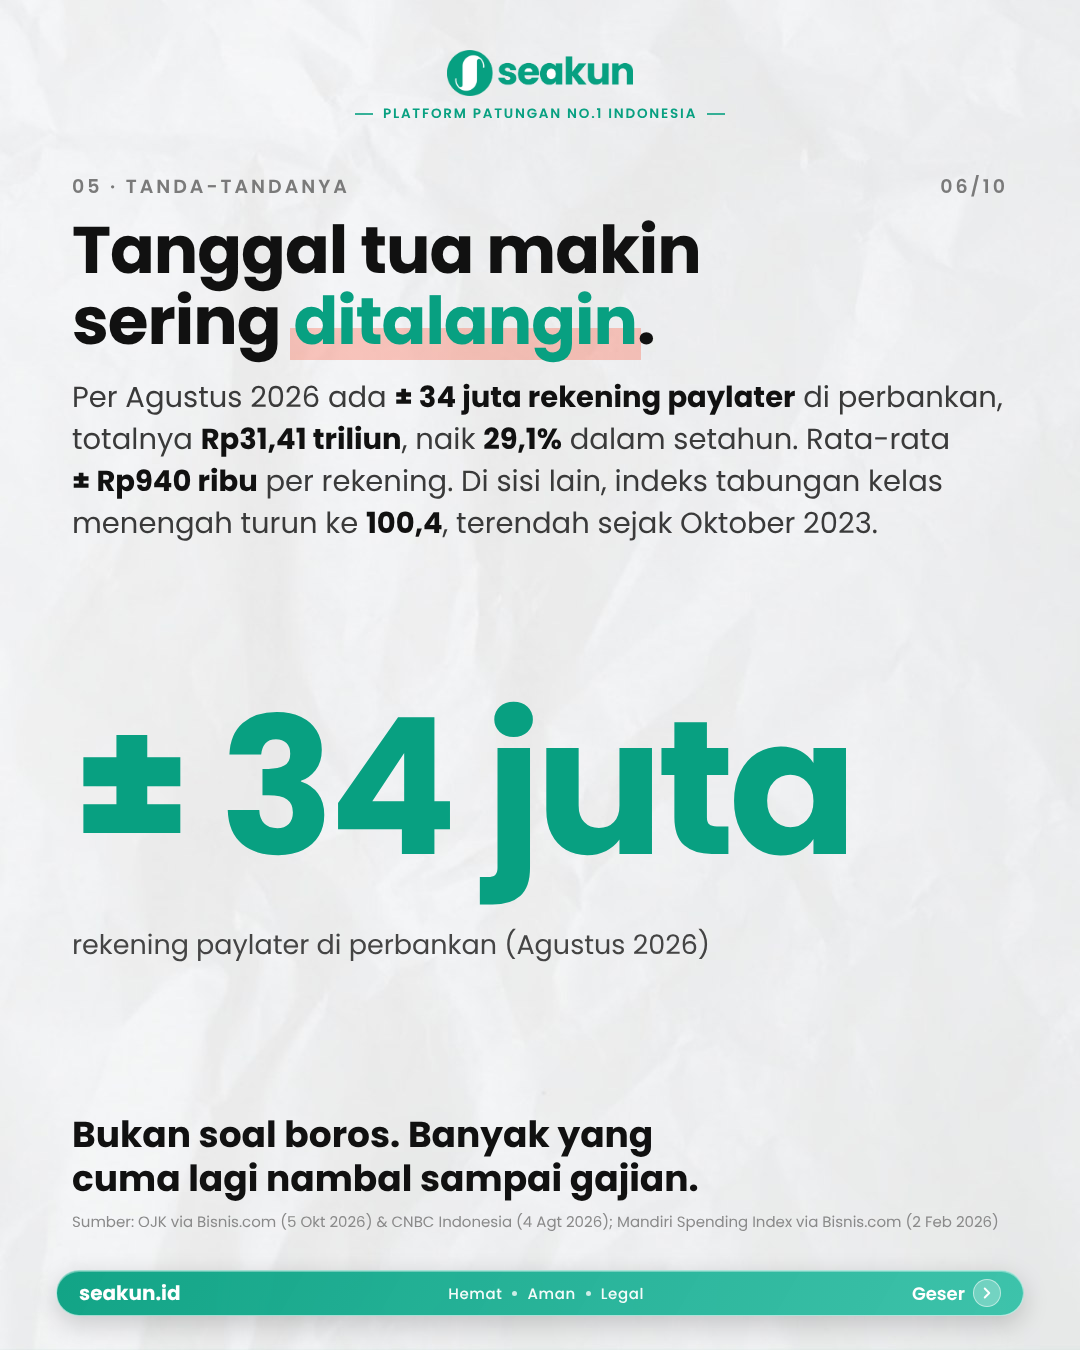 seakun
PLATFORM PATUNGAN NO.1 INDONESIA
05 · TANDA-TANDANYA
06/10
Tanggal tua makin
sering ditalangin.
Per Agustus 2026 ada ± 34 juta rekening paylater di perbankan,
totalnya Rp31,41 triliun, naik 29,1% dalam setahun. Rata-rata
± Rp940 ribu per rekening. Di sisi lain, indeks tabungan kelas
menengah turun ke 100,4, terendah sejak Oktober 2023.
± 34 juta
rekening paylater di perbankan (Agustus 2026)
Bukan soal boros. Banyak yang
cuma lagi nambal sampai gajian.
Sumber: OJK via Bisnis.com (5 Okt 2026) & CNBC Indonesia (4 Agt 2026); Mandiri Spending Index via Bisnis.com (2 Feb 2026)
seakun.id
Hemat • Aman • Legal
Geser